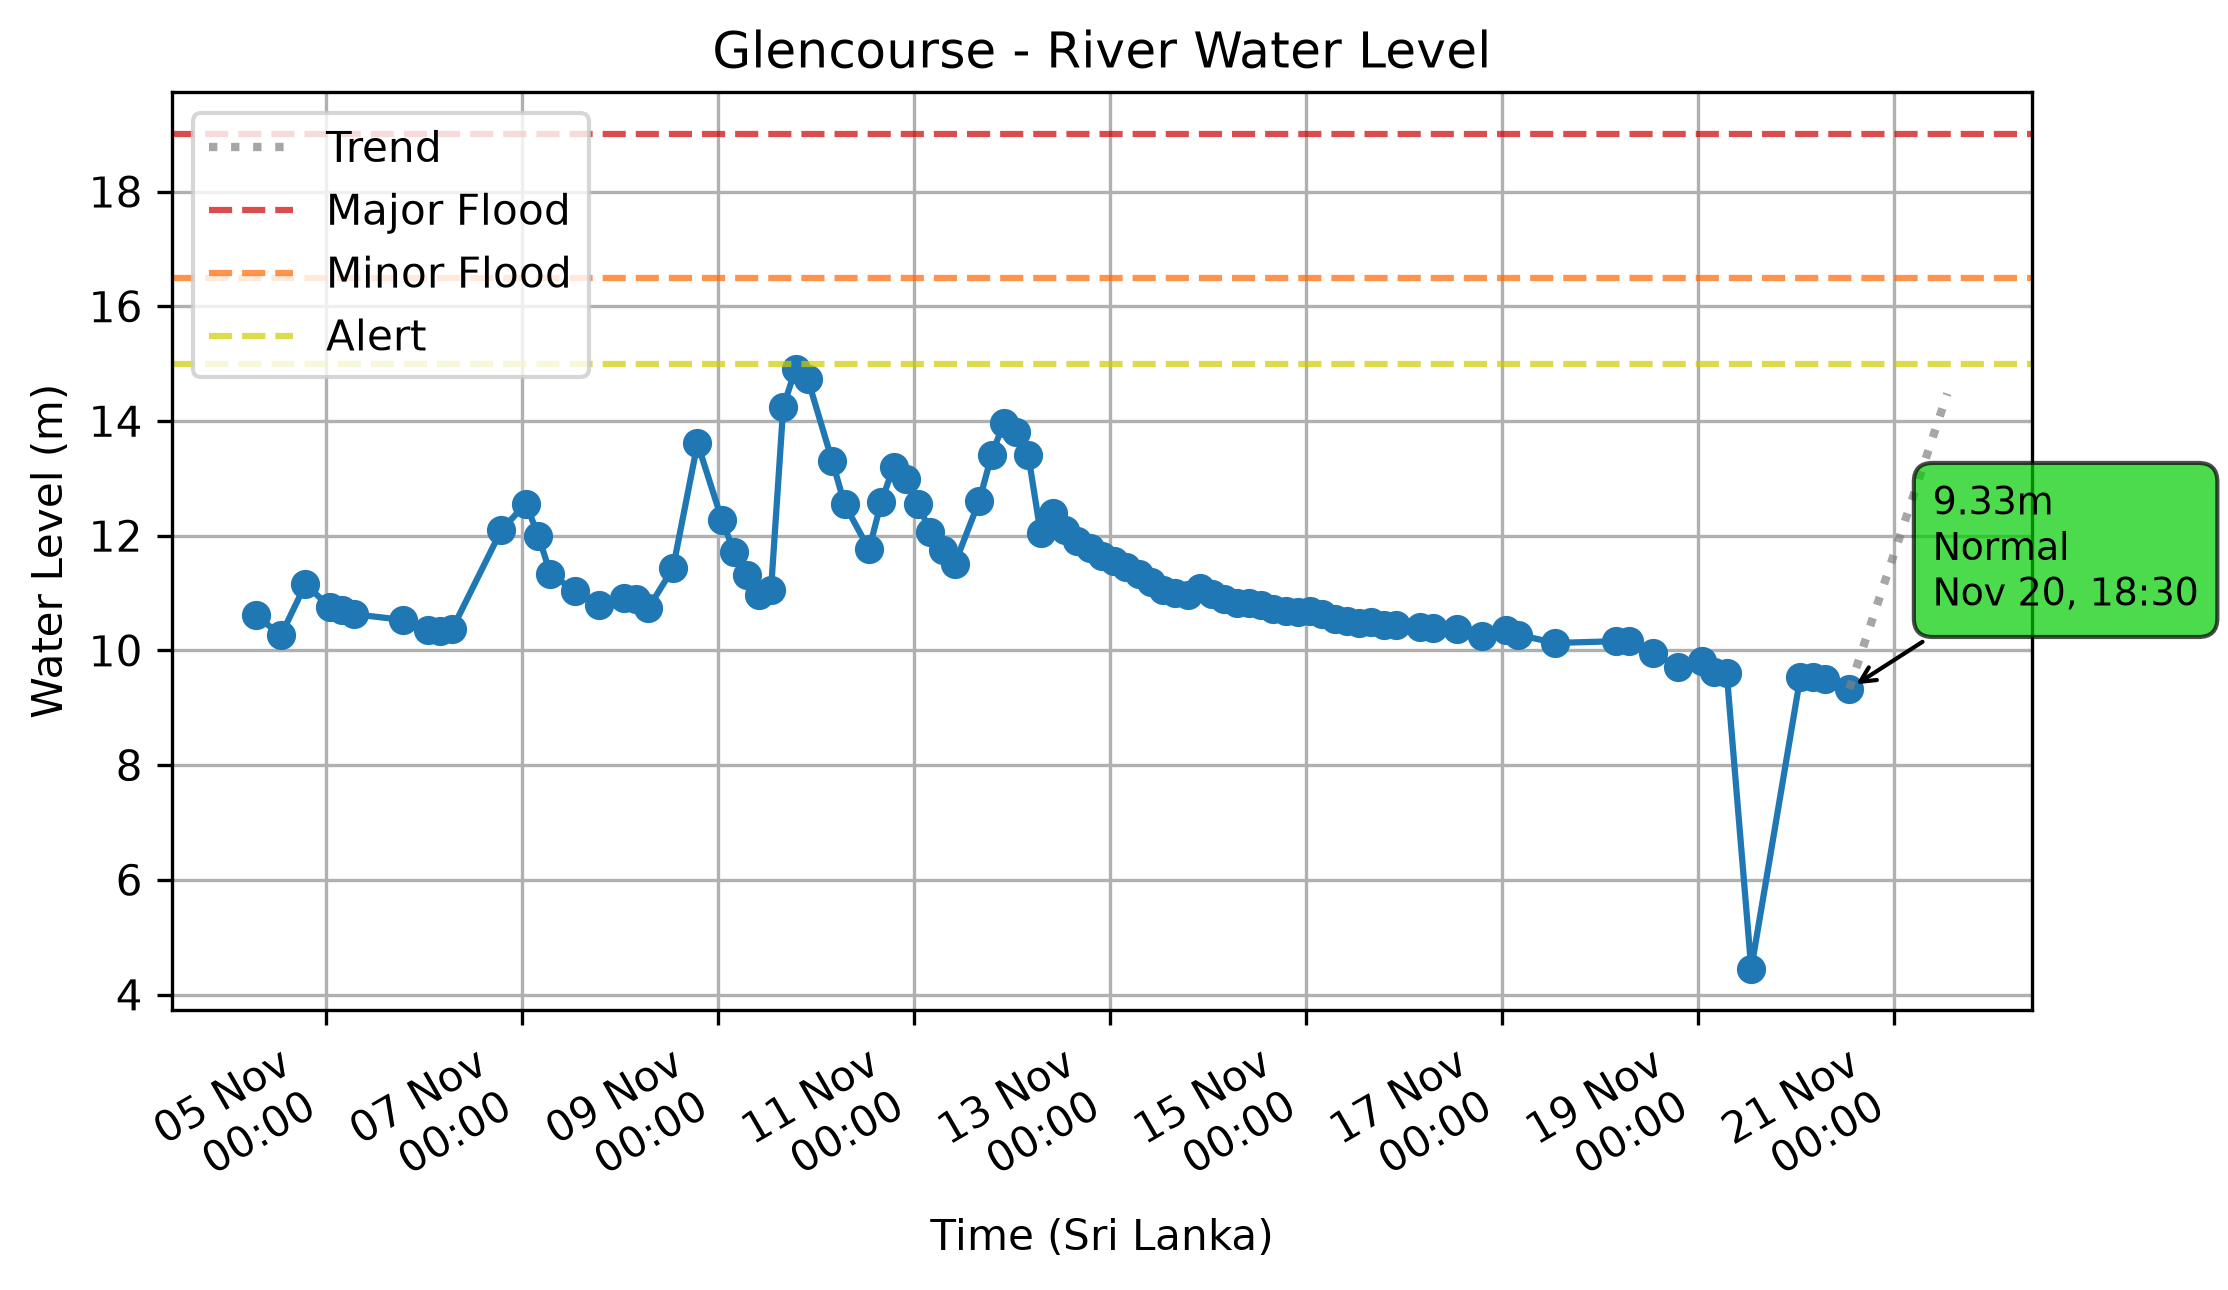 Glencourse - River Water Level
Trend
Major Flood
Minor Flood
Alert
Water Level (m)
18
16
14
12
10
8
6
4
9.33m
Normal
Nov 20, 18:30
05 Nov
00:00
07 Nov
00:00
09 Nov
00:00
11 Nov
00:00
13 Nov
00:00
15 Nov
00:00
17 Nov
00:00
19 Nov
00:00
21 Nov
00:00
Time (Sri Lanka)